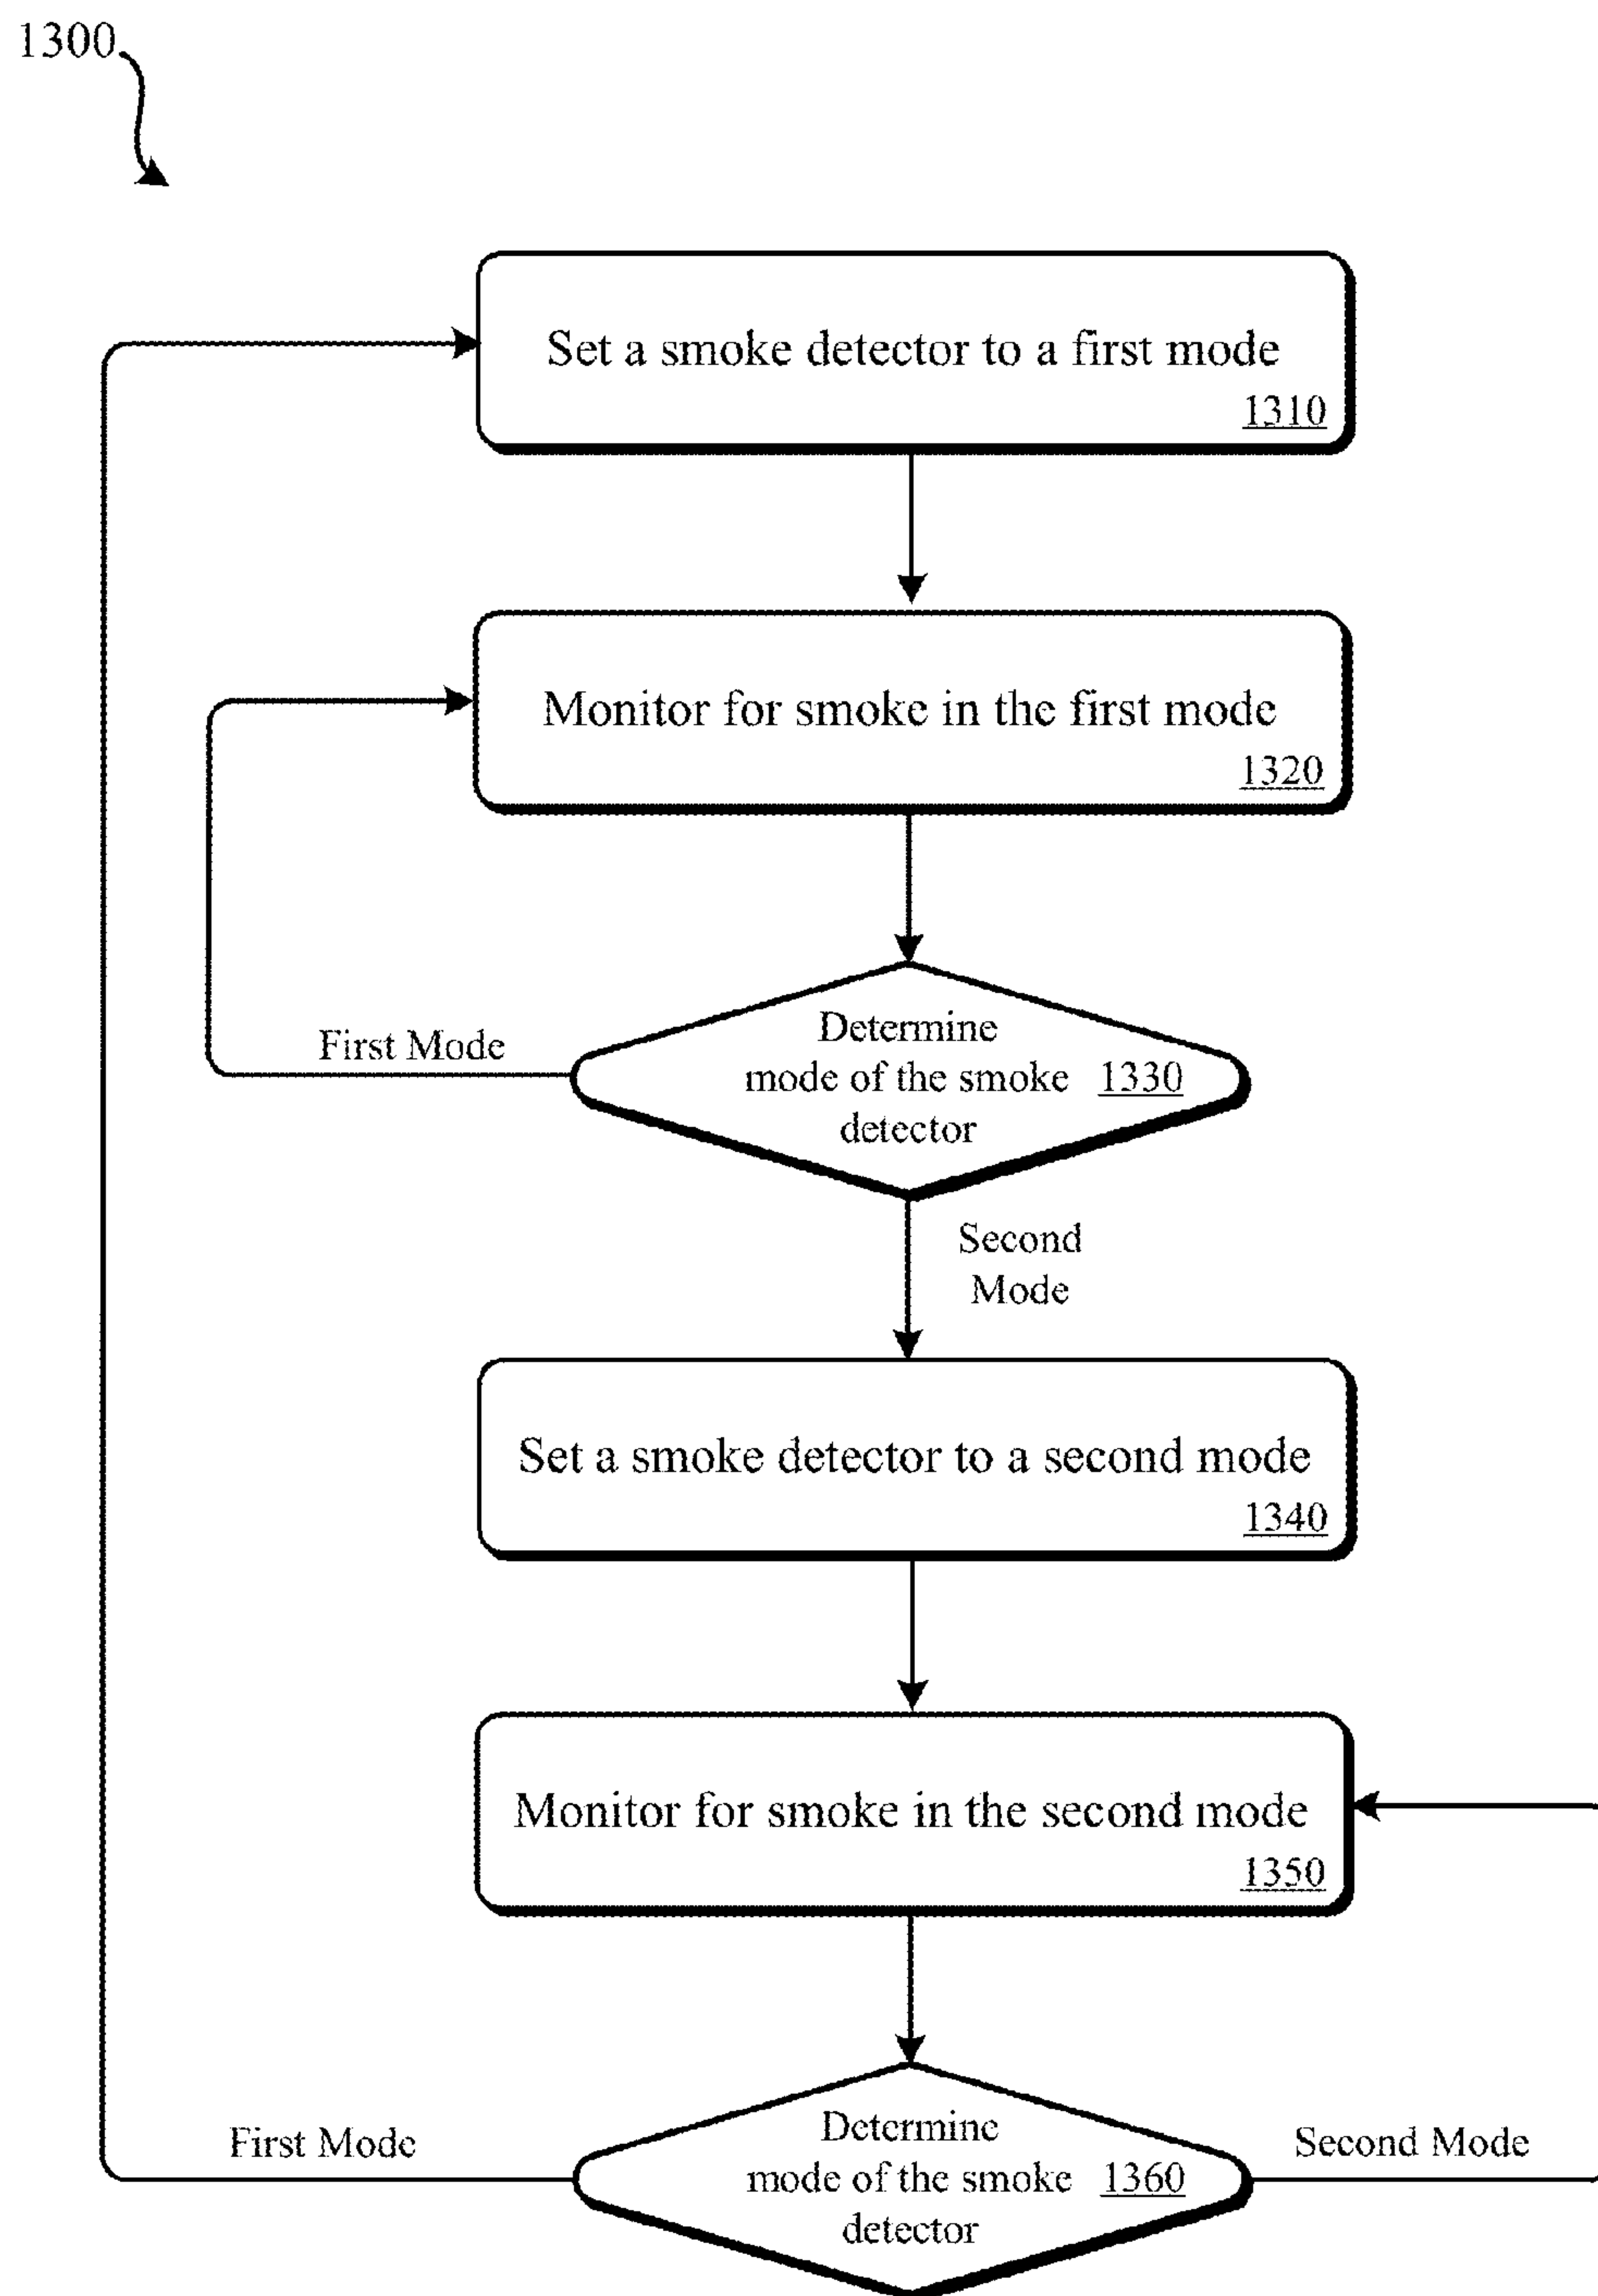 1300
Set a smoke detector to a first mode
1310
Monitor for smoke in the first mode
1320
Determine
mode of the smoke 1330
detector
First Mode
Second
Mode
Set a smoke detector to a second mode
1340
Monitor for smoke in the second mode
1350
Determine
mode of the smoke 1360
detector
First Mode
Second Mode